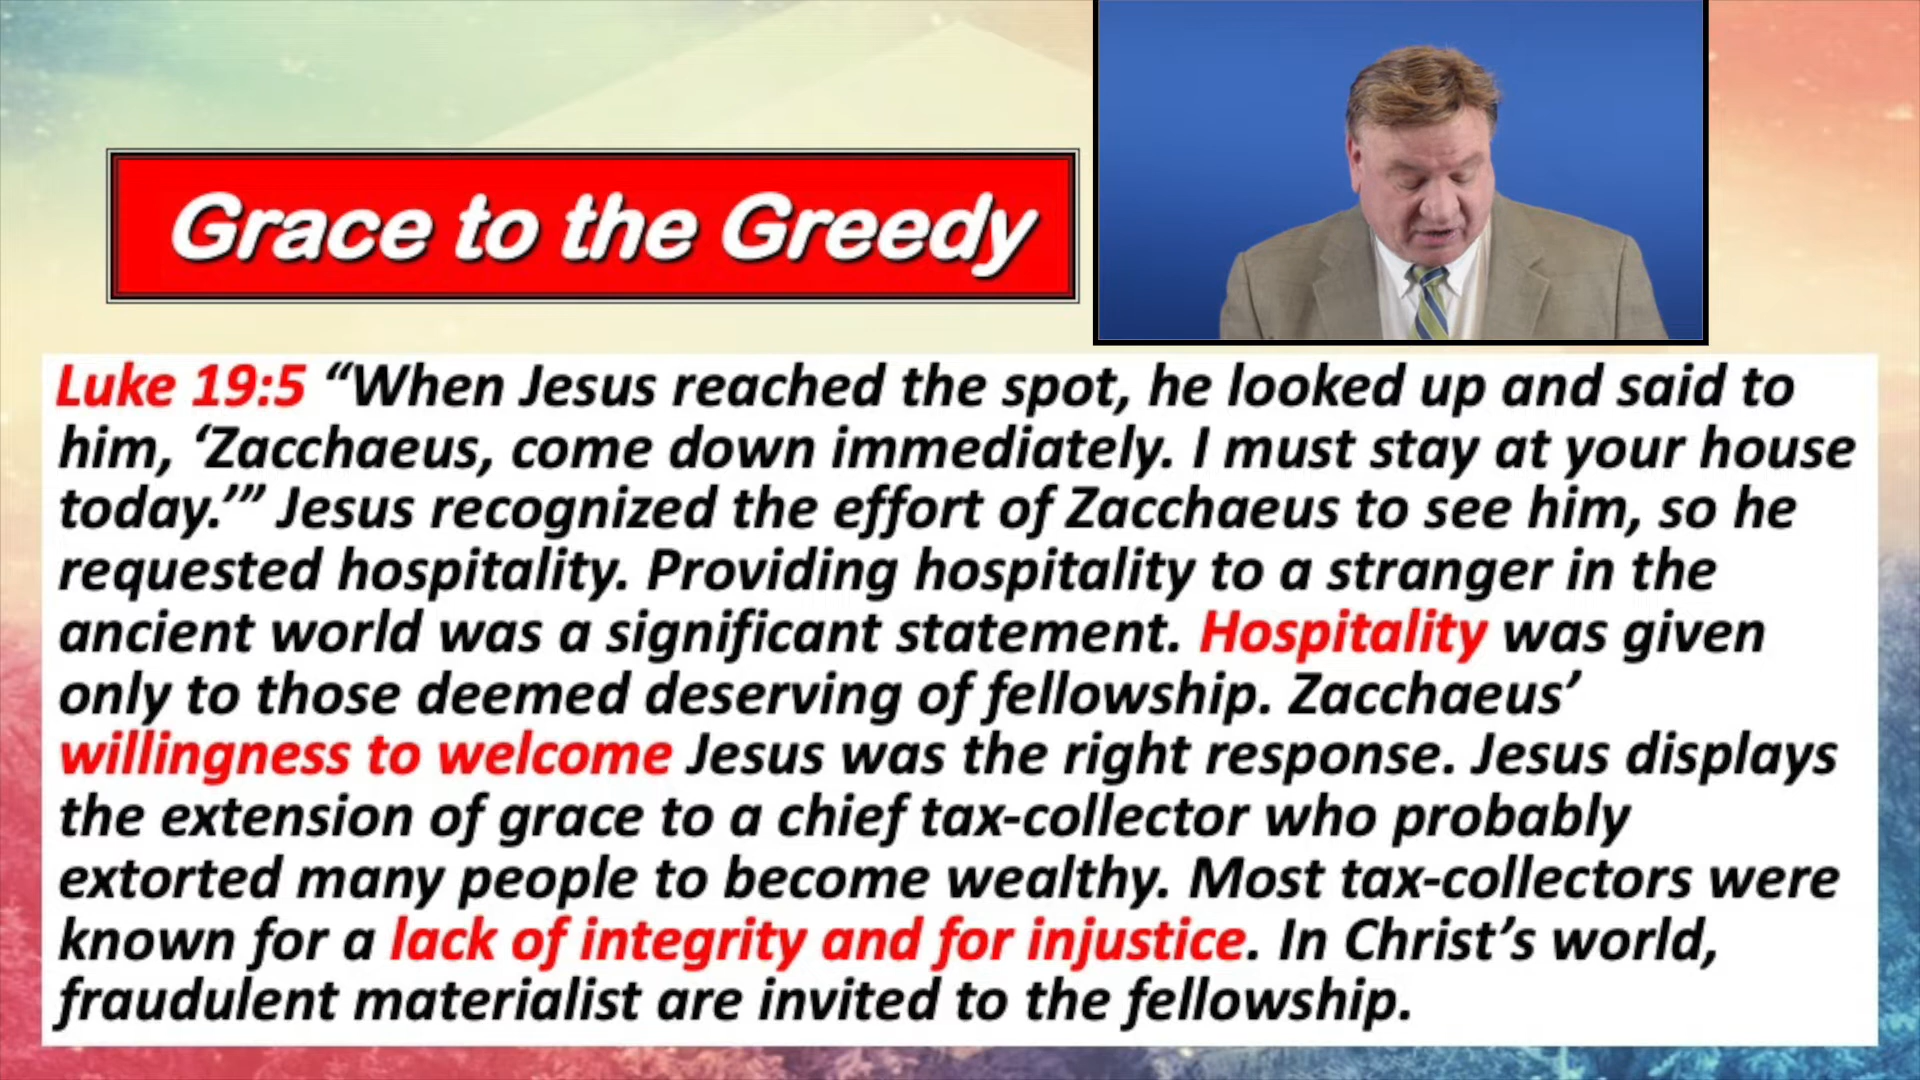 Grace to the Greedy
Luke 19:5 “When Jesus reached the spot, he looked up and said to
him, ‘Zacchaeus, come down immediately. I must stay at your house
today.’” Jesus recognized the effort of Zacchaeus to see him, so he
requested hospitality. Providing hospitality to a stranger in the
ancient world was a significant statement. Hospitality was given
only to those deemed deserving of fellowship. Zacchaeus’
willingness to welcome Jesus was the right response. Jesus displays
the extension of grace to a chief tax-collector who probably
extorted many people to become wealthy. Most tax-collectors were
known for a lack of integrity and for injustice. In Christ’s world,
fraudulent materialist are invited to the fellowship.